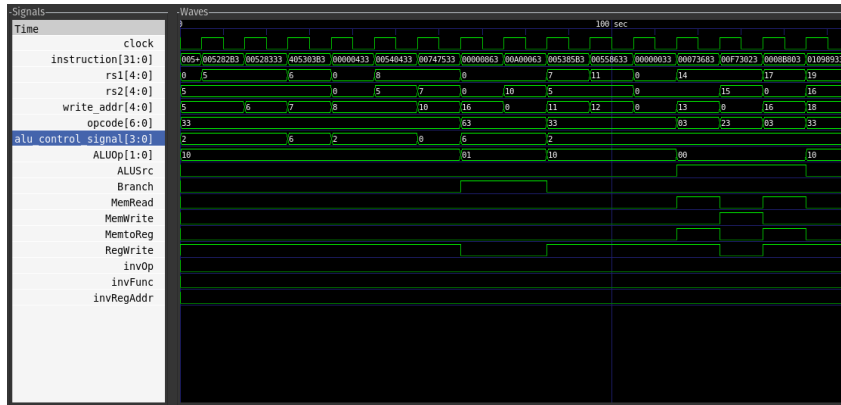 Signals Waves
Time 0 100 sec
clock
instruction[31:0] 005+ 005282B3 00528333 405303B3 00000433 00540433 00747533 00000863 00A00063 005385B3 00558633 00000033 00073683 00F73023 0008B803 0109893
rs1[4:0] 0 5 6 0 8 0 7 11 0 14 17 19
rs2[4:0] 5 0 5 7 0 10 5 0 15 0 16
write_addr[4:0] 5 6 7 8 10 16 0 11 12 0 13 0 16 18
opcode[6:0] 33 63 33 03 23 03 33
alu_control_signal[3:0] 2 6 2 0 6 2
ALUOp[1:0] 10 01 10 00 10
ALUSrc
Branch
MemRead
MemWrite
MemtoReg
RegWrite
invOp
invFunc
invRegAddr